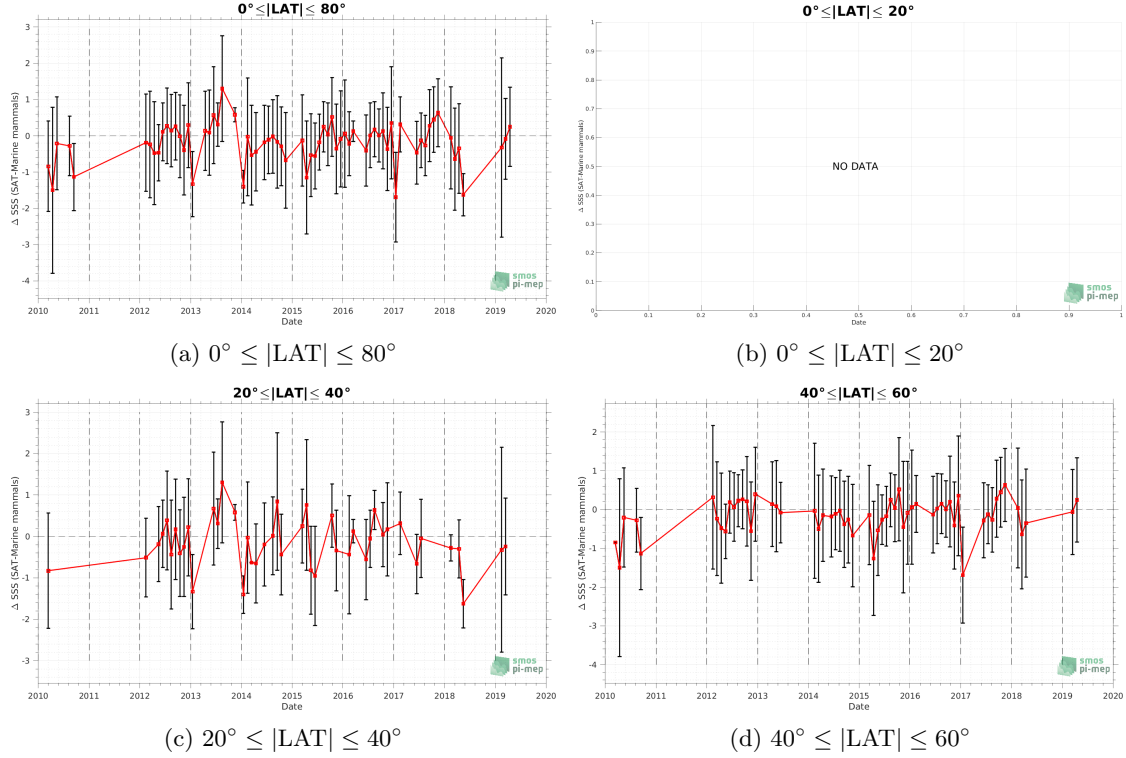 0°≤|LAT|≤ 80°
Δ SSS (SAT-Marine mammals)
3
2
1
0
-1
-2
-3
-4
2010 2011 2012 2013 2014 2015 2016 2017 2018 2019 2020
Date
smos
pi-mep
(a) 0° ≤ |LAT| ≤ 80°
0°≤|LAT|≤ 20°
Δ SSS (SAT-Marine mammals)
1
0.9
0.8
0.7
0.6
0.5
0.4
0.3
0.2
0.1
0
NO DATA
0 0.1 0.2 0.3 0.4 0.5 0.6 0.7 0.8 0.9 1
Date
smos
pi-mep
(b) 0° ≤ |LAT| ≤ 20°
20°≤|LAT|≤ 40°
Δ SSS (SAT-Marine mammals)
3
2
1
0
-1
-2
-3
2010 2011 2012 2013 2014 2015 2016 2017 2018 2019 2020
Date
smos
pi-mep
(c) 20° ≤ |LAT| ≤ 40°
40°≤|LAT|≤ 60°
Δ SSS (SAT-Marine mammals)
2
1
0
-1
-2
-3
-4
2010 2011 2012 2013 2014 2015 2016 2017 2018 2019 2020
Date
smos
pi-mep
(d) 40° ≤ |LAT| ≤ 60°